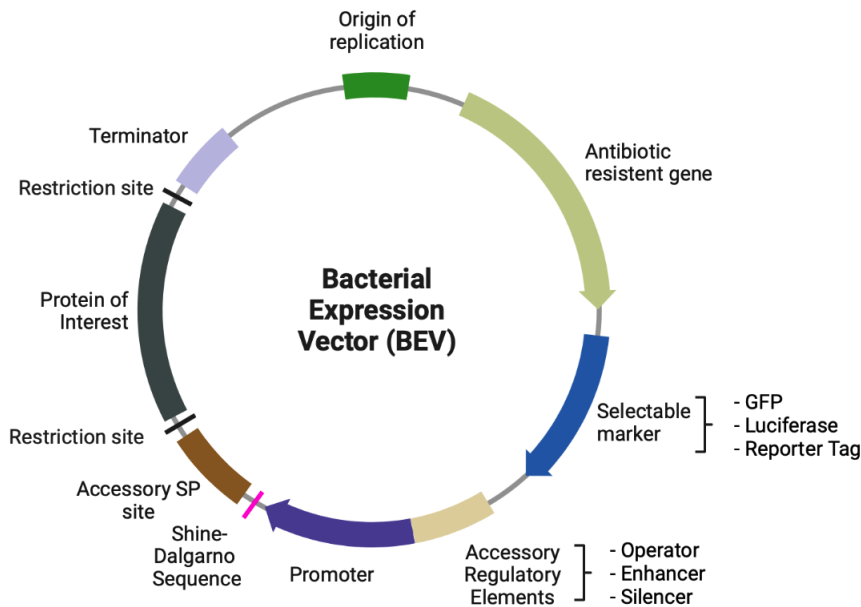 Origin of
replication
Terminator
Antibiotic
resistent gene
Restriction site
Protein of
Interest
Bacterial
Expression
Vector (BEV)
Selectable
marker
- GFP
- Luciferase
- Reporter Tag
Restriction site
Accessory SP
site
Shine-
Dalgarno
Sequence
Promoter
Accessory
Regulatory
Elements
- Operator
- Enhancer
- Silencer